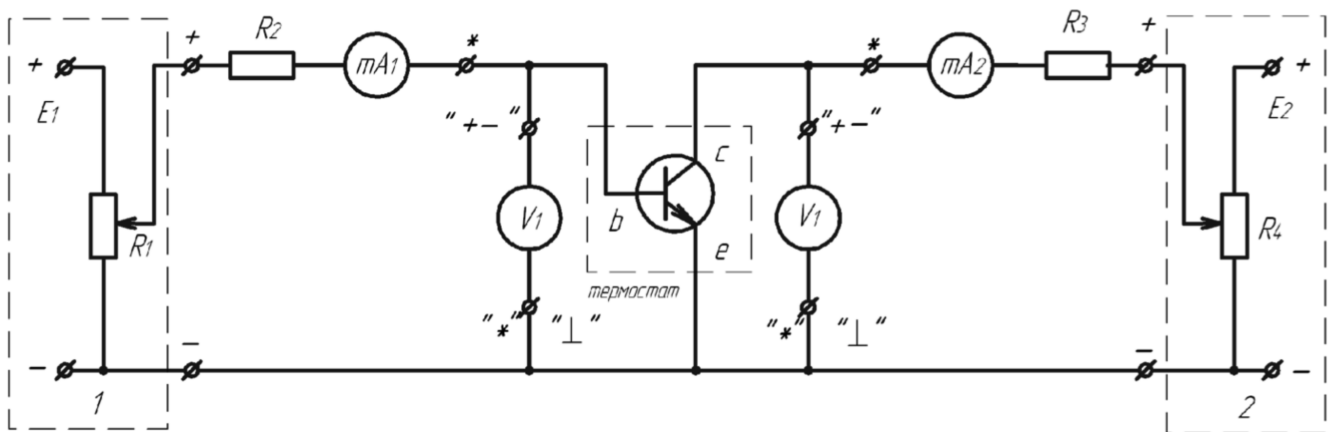 + E1 R1 - 1
+ R2 mA1 *
"+-" V1 "*" "⊥"
-
b c e
термостат
"+-" V1 "*" "⊥"
* mA2 R3 +
-
+ E2 R4 - 2